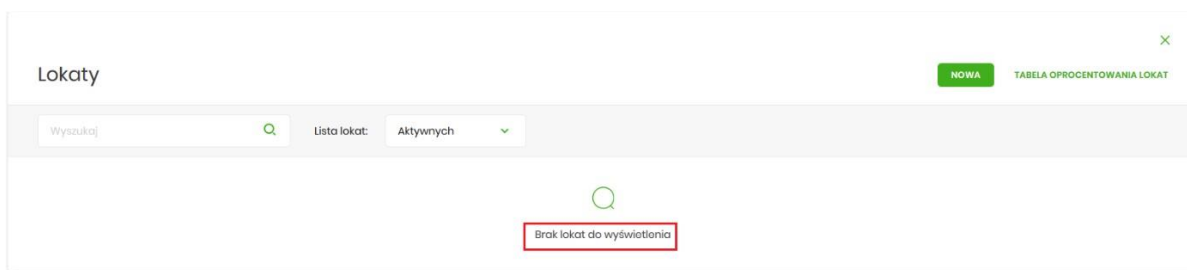 Lokaty
NOWA
TABELA OPROCENTOWANIA LOKAT
Wyszukaj
Lista lokat:
Aktywnych
Brak lokat do wyświetlenia